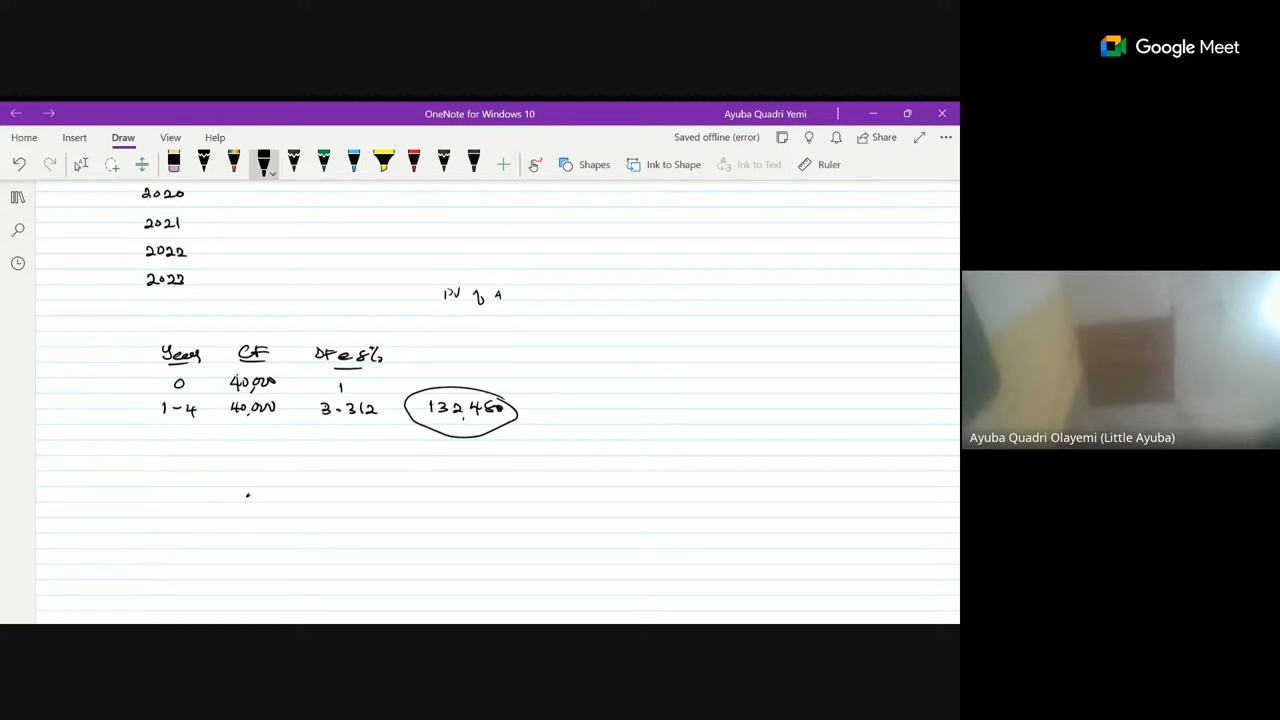 Google Meet
OneNote for Windows 10
Ayuba Quadri Yemi
Home Insert Draw View Help
Saved offline (error)
Share
Shapes
Ink to Shape
Ink to Text
Ruler
2020
2021
2022
2023
PV of A
Years CF DF @ 8%
0 40,000 1
1-4 40,000 3.312 132,480
Ayuba Quadri Olayemi (Little Ayuba)